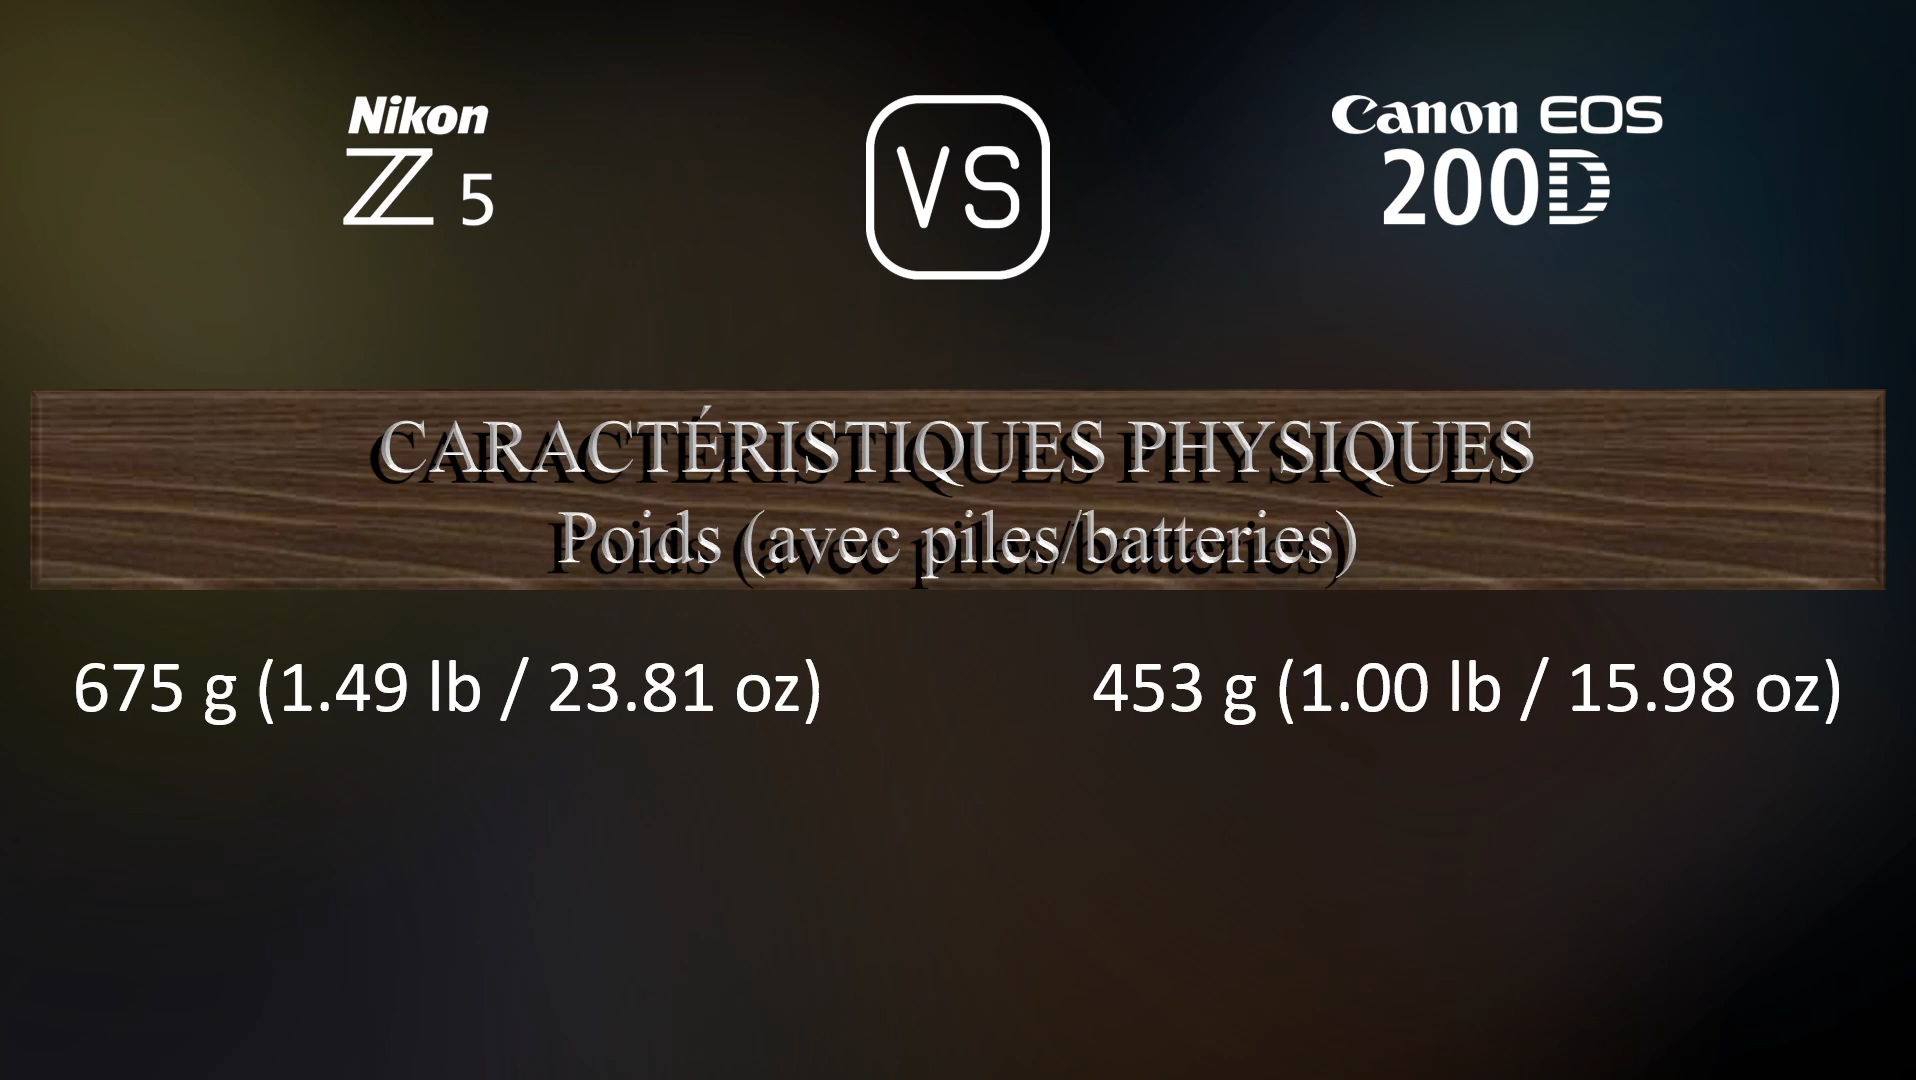 Nikon
Z 5
VS
Canon EOS
200D
CARACTÉRISTIQUES PHYSIQUES
Poids (avec piles/batteries)
675 g (1.49 lb / 23.81 oz)
453 g (1.00 lb / 15.98 oz)